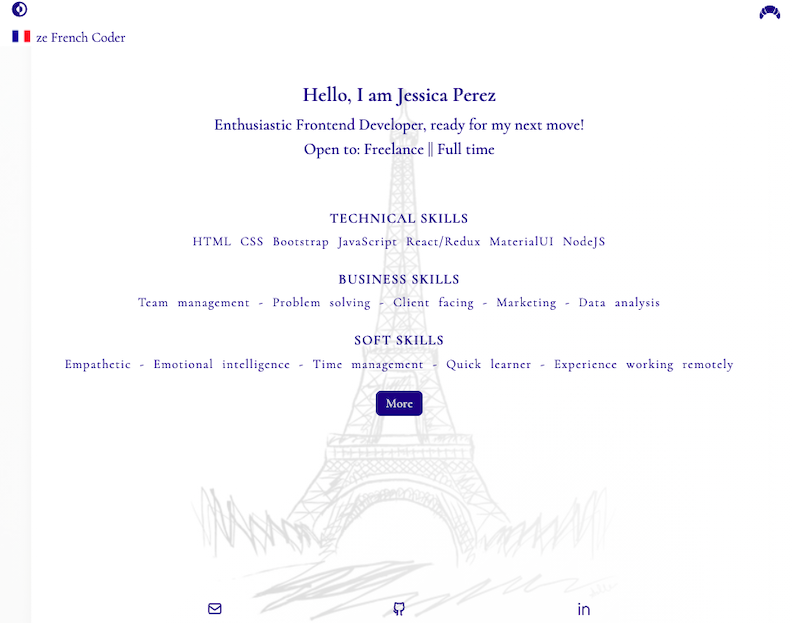 ze French Coder
Hello, I am Jessica Perez
Enthusiastic Frontend Developer, ready for my next move!
Open to: Freelance || Full time
TECHNICAL SKILLS
HTML CSS Bootstrap JavaScript React/Redux MaterialUI NodeJS
BUSINESS SKILLS
Team management - Problem solving - Client facing - Marketing - Data analysis
SOFT SKILLS
Empathetic - Emotional intelligence - Time management - Quick learner - Experience working remotely
More
in